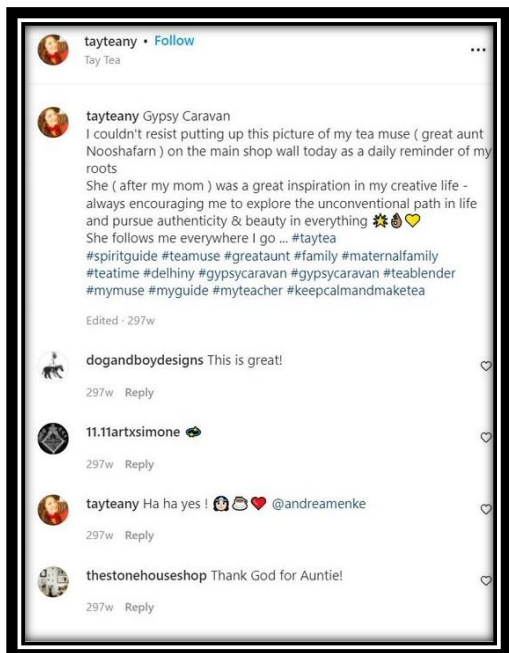 tayteany • Follow
Tay Tea
tayteany Gypsy Caravan
I couldn't resist putting up this picture of my tea muse ( great aunt
Nooshafarn ) on the main shop wall today as a daily reminder of my
roots
She ( after my mom ) was a great inspiration in my creative life -
always encouraging me to explore the unconventional path in life
and pursue authenticity & beauty in everything 🌟👌🏽💛
She follows me everywhere I go ... #taytea
#spiritguide #teamuse #greataunt #family #maternalfamily
#teatime #delhiny #gypsycaravan #gypsycaravan #teablender
#mymuse #myguide #myteacher #keepcalmandmaketea
Edited · 297w
dogandboydesigns This is great!
297w Reply
11.11artxsimone
297w Reply
tayteany Ha ha yes ! @andreamenke
297w Reply
thestonehouseshop Thank God for Auntie!
297w Reply